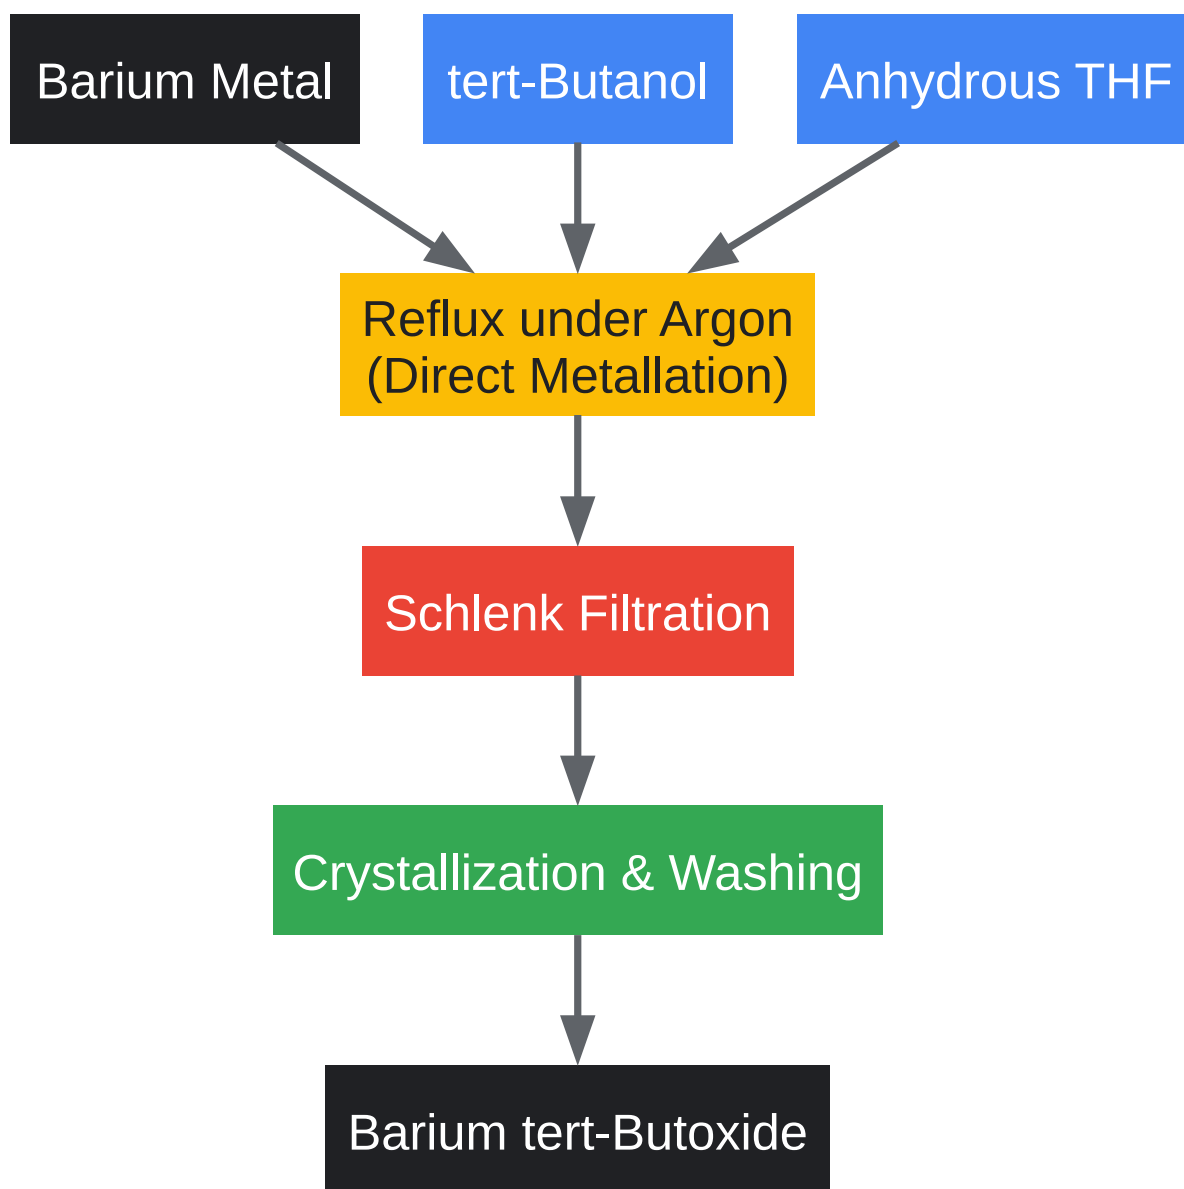 Barium Metal
tert-Butanol
Anhydrous THF
Reflux under Argon
(Direct Metallation)
Schlenk Filtration
Crystallization & Washing
Barium tert-Butoxide